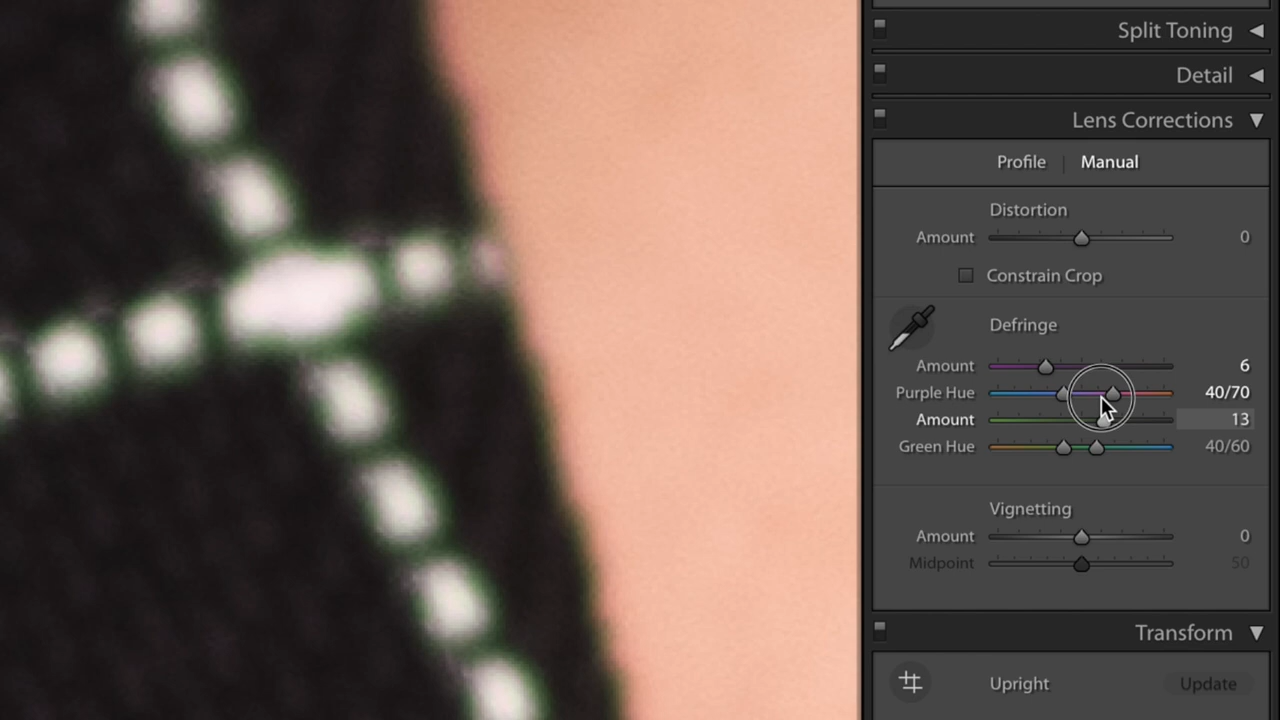 Split Toning
Detail
Lens Corrections
Profile | Manual
Distortion
Amount 0
Constrain Crop
Defringe
Amount 6
Purple Hue 40/70
Amount 13
Green Hue 40/60
Vignetting
Amount 0
Midpoint 50
Transform
Upright Update